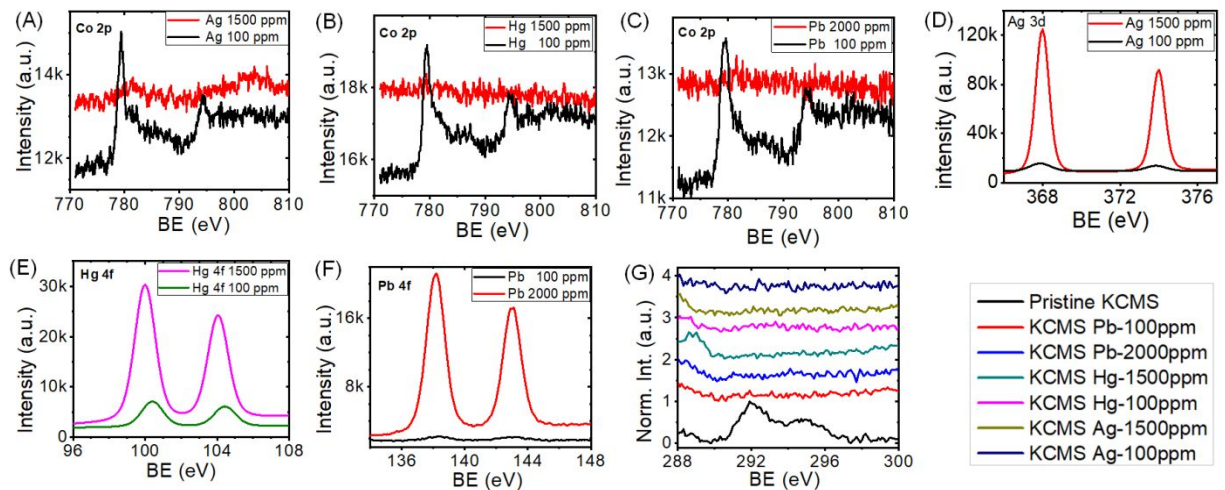 (A)
Co 2p
Ag 1500 ppm
Ag 100 ppm
14k
13k
12k
Intensity (a.u.)
770 780 790 800 810
BE (eV)
(B)
Co 2p
Hg 1500 ppm
Hg 100 ppm
19k
18k
16k
Intensity (a.u.)
770 780 790 800 810
BE (eV)
(C)
Co 2p
Pb 2000 ppm
Pb 100 ppm
13k
12k
11k
Intensity (a.u.)
770 780 790 800 810
BE (eV)
(D)
Ag 3d
Ag 1500 ppm
Ag 100 ppm
120k
80k
40k
0
intensity (a.u.)
368 372 376
BE (eV)
(E)
Hg 4f
Hg 4f 1500 ppm
Hg 4f 100 ppm
30k
20k
10k
0
Intensity (a.u.)
96 100 104 108
BE (eV)
(F)
Pb 4f
Pb 100 ppm
Pb 2000 ppm
16k
8k
Intensity (a.u.)
136 140 144 148
BE (eV)
(G)
4
3
2
1
0
Norm. Int. (a.u.)
288 292 296 300
BE (eV)
Pristine KCMS
KCMS Pb-100ppm
KCMS Pb-2000ppm
KCMS Hg-1500ppm
KCMS Hg-100ppm
KCMS Ag-1500ppm
KCMS Ag-100ppm